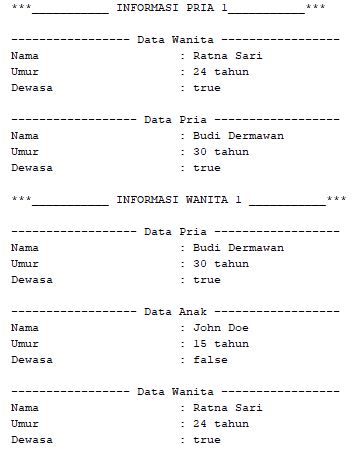 ***___________ INFORMASI PRIA 1___________***
----------------- Data Wanita -----------------
Nama : Ratna Sari
Umur : 24 tahun
Dewasa : true
------------------ Data Pria ------------------
Nama : Budi Dermawan
Umur : 30 tahun
Dewasa : true
***___________ INFORMASI WANITA 1 ___________***
------------------ Data Pria ------------------
Nama : Budi Dermawan
Umur : 30 tahun
Dewasa : true
------------------ Data Anak ------------------
Nama : John Doe
Umur : 15 tahun
Dewasa : false
----------------- Data Wanita -----------------
Nama : Ratna Sari
Umur : 24 tahun
Dewasa : true